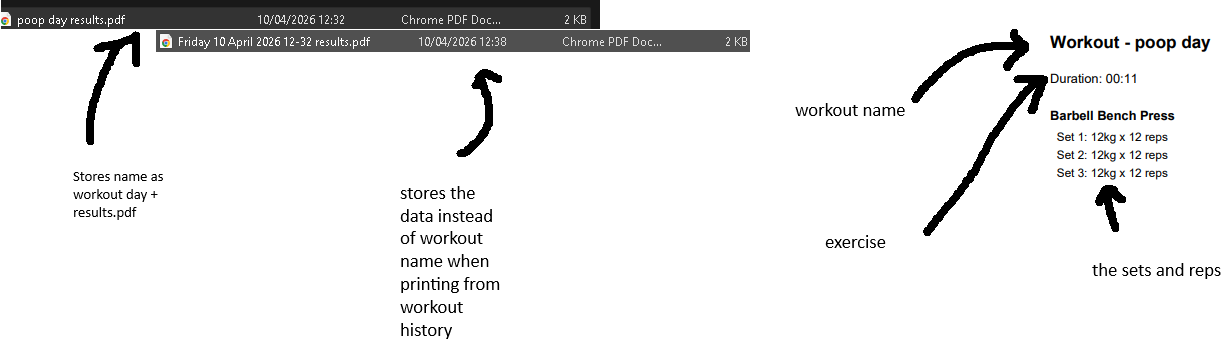 poop day results.pdf 10/04/2026 12:32 Chrome PDF Doc... 2 KB
Friday 10 April 2026 12-32 results.pdf 10/04/2026 12:38 Chrome PDF Doc... 2 KB
Stores name as
workout day +
results.pdf
stores the
data instead
of workout
name when
printing from
workout
history
workout name
exercise
Workout - poop day
Duration: 00:11
Barbell Bench Press
Set 1: 12kg x 12 reps
Set 2: 12kg x 12 reps
Set 3: 12kg x 12 reps
the sets and reps